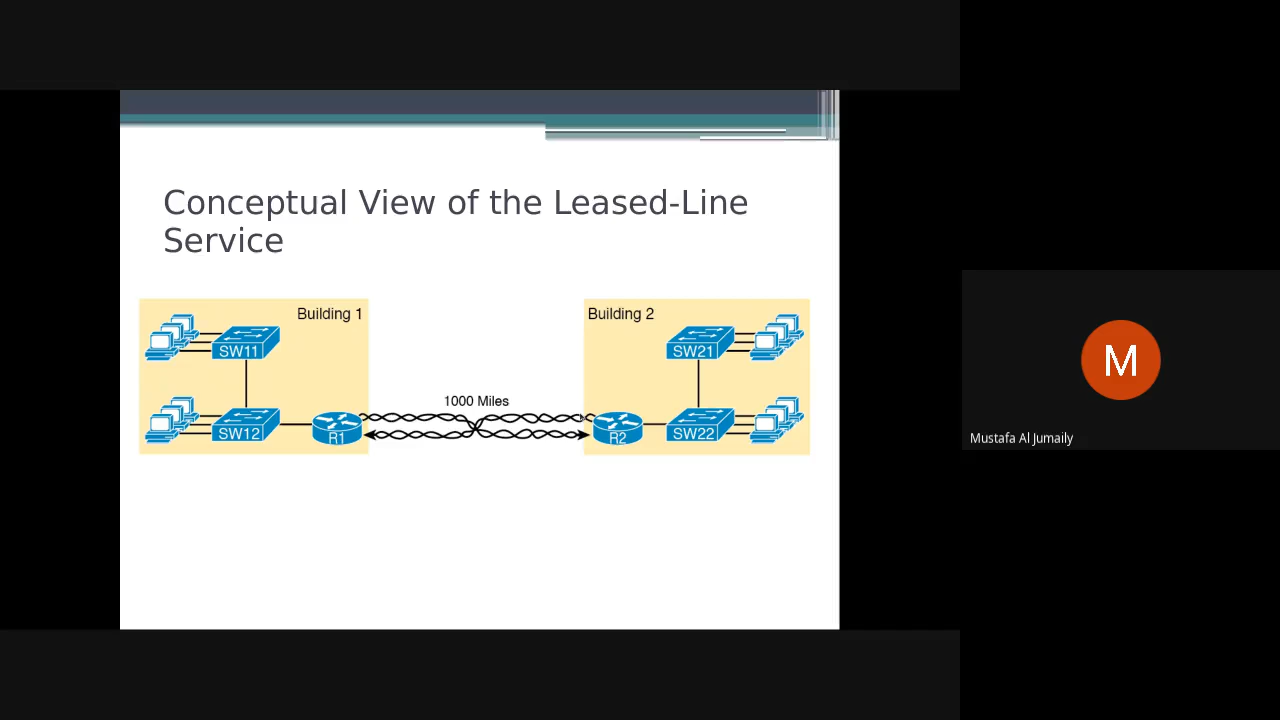 Conceptual View of the Leased-Line
Service
Building 1
Building 2
SW11
SW21
1000 Miles
SW12
R1
R2
SW22
M
Mustafa Al Jumaily